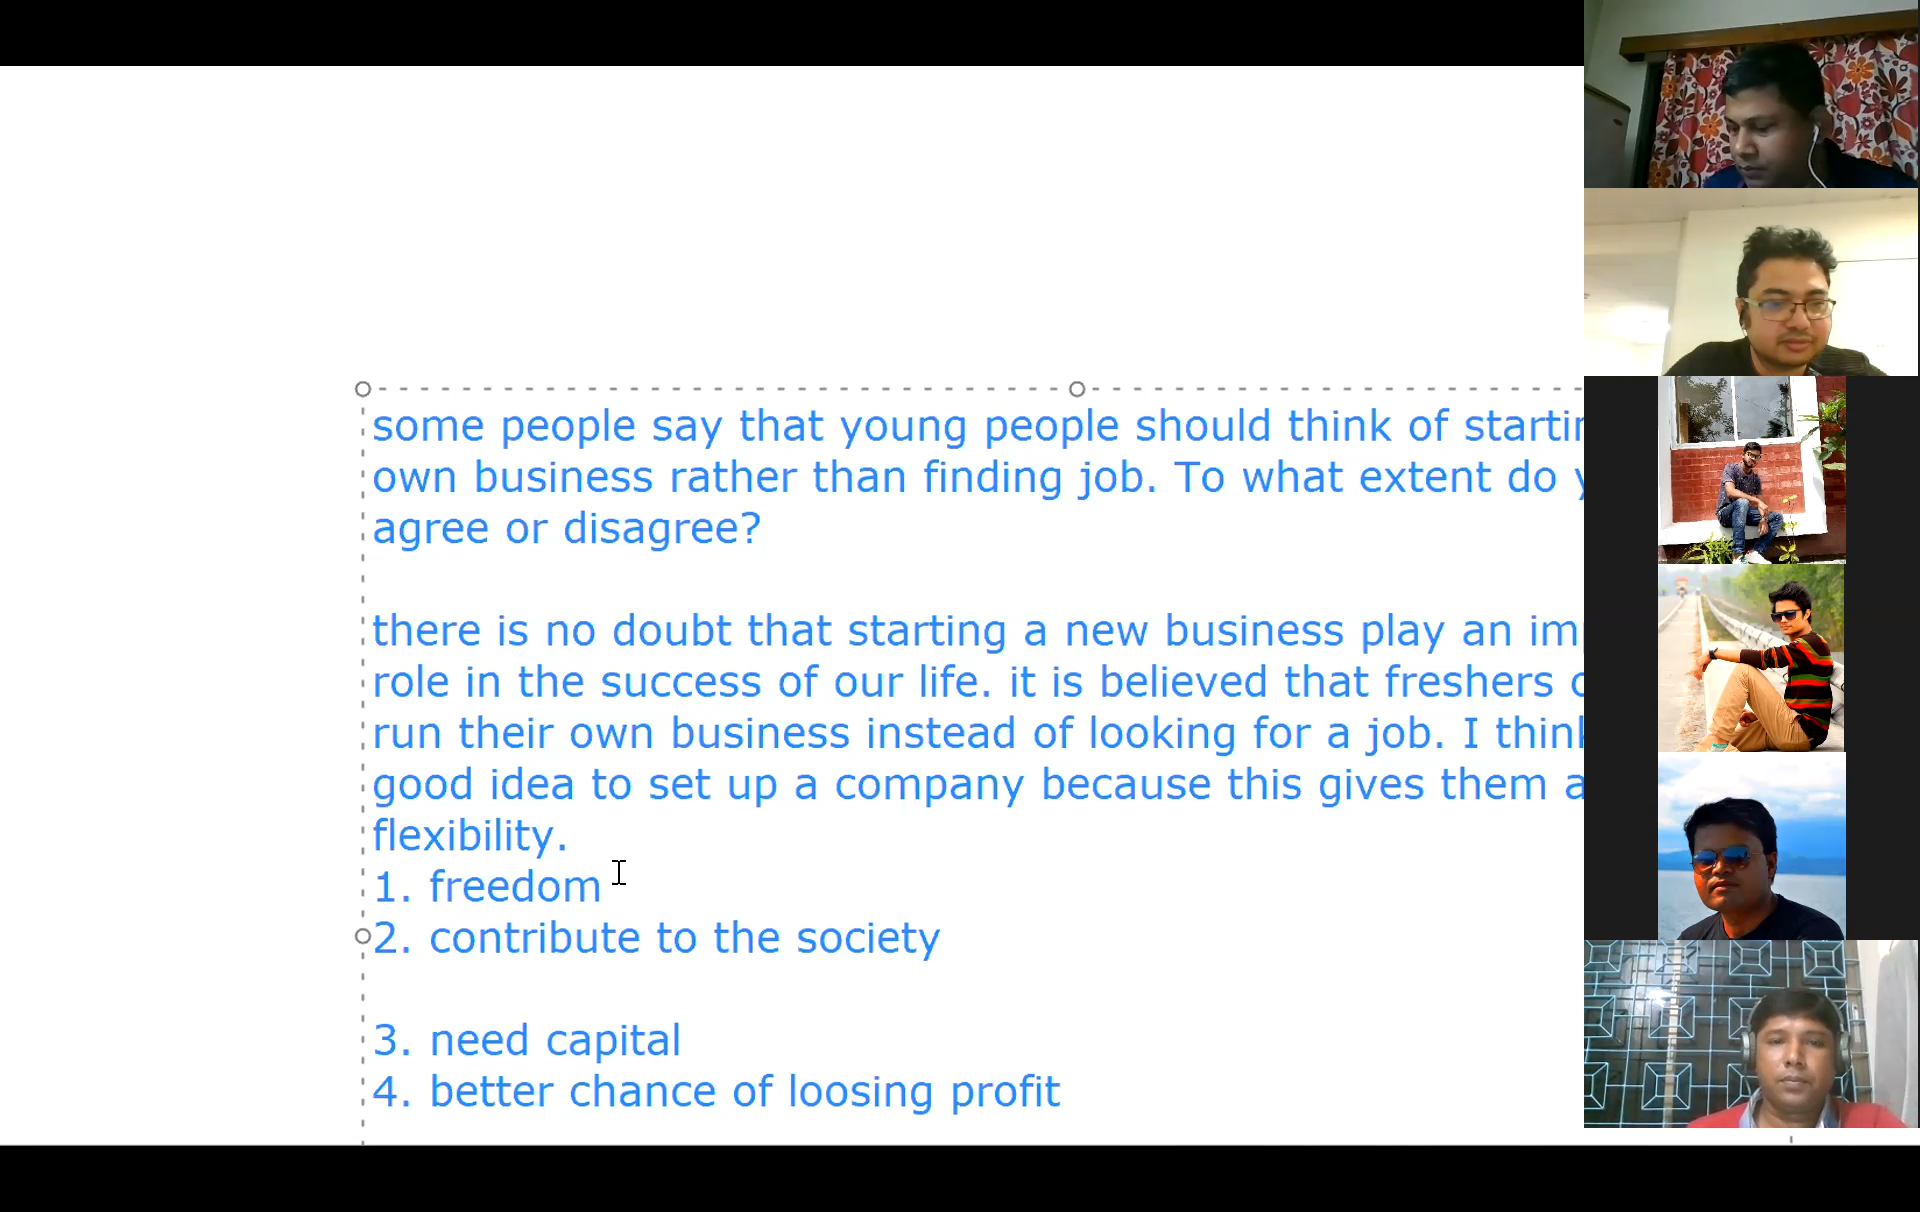 some people say that young people should think of
own business rather than finding job. To what extent do
agree or disagree?
there is no doubt that starting a new business play an
role in the success of our life. it is believed that freshers
run their own business instead of looking for a job. I
good idea to set up a company because this gives them
flexibility.
1. freedom
2. contribute to the society
3. need capital
4. better chance of loosing profit